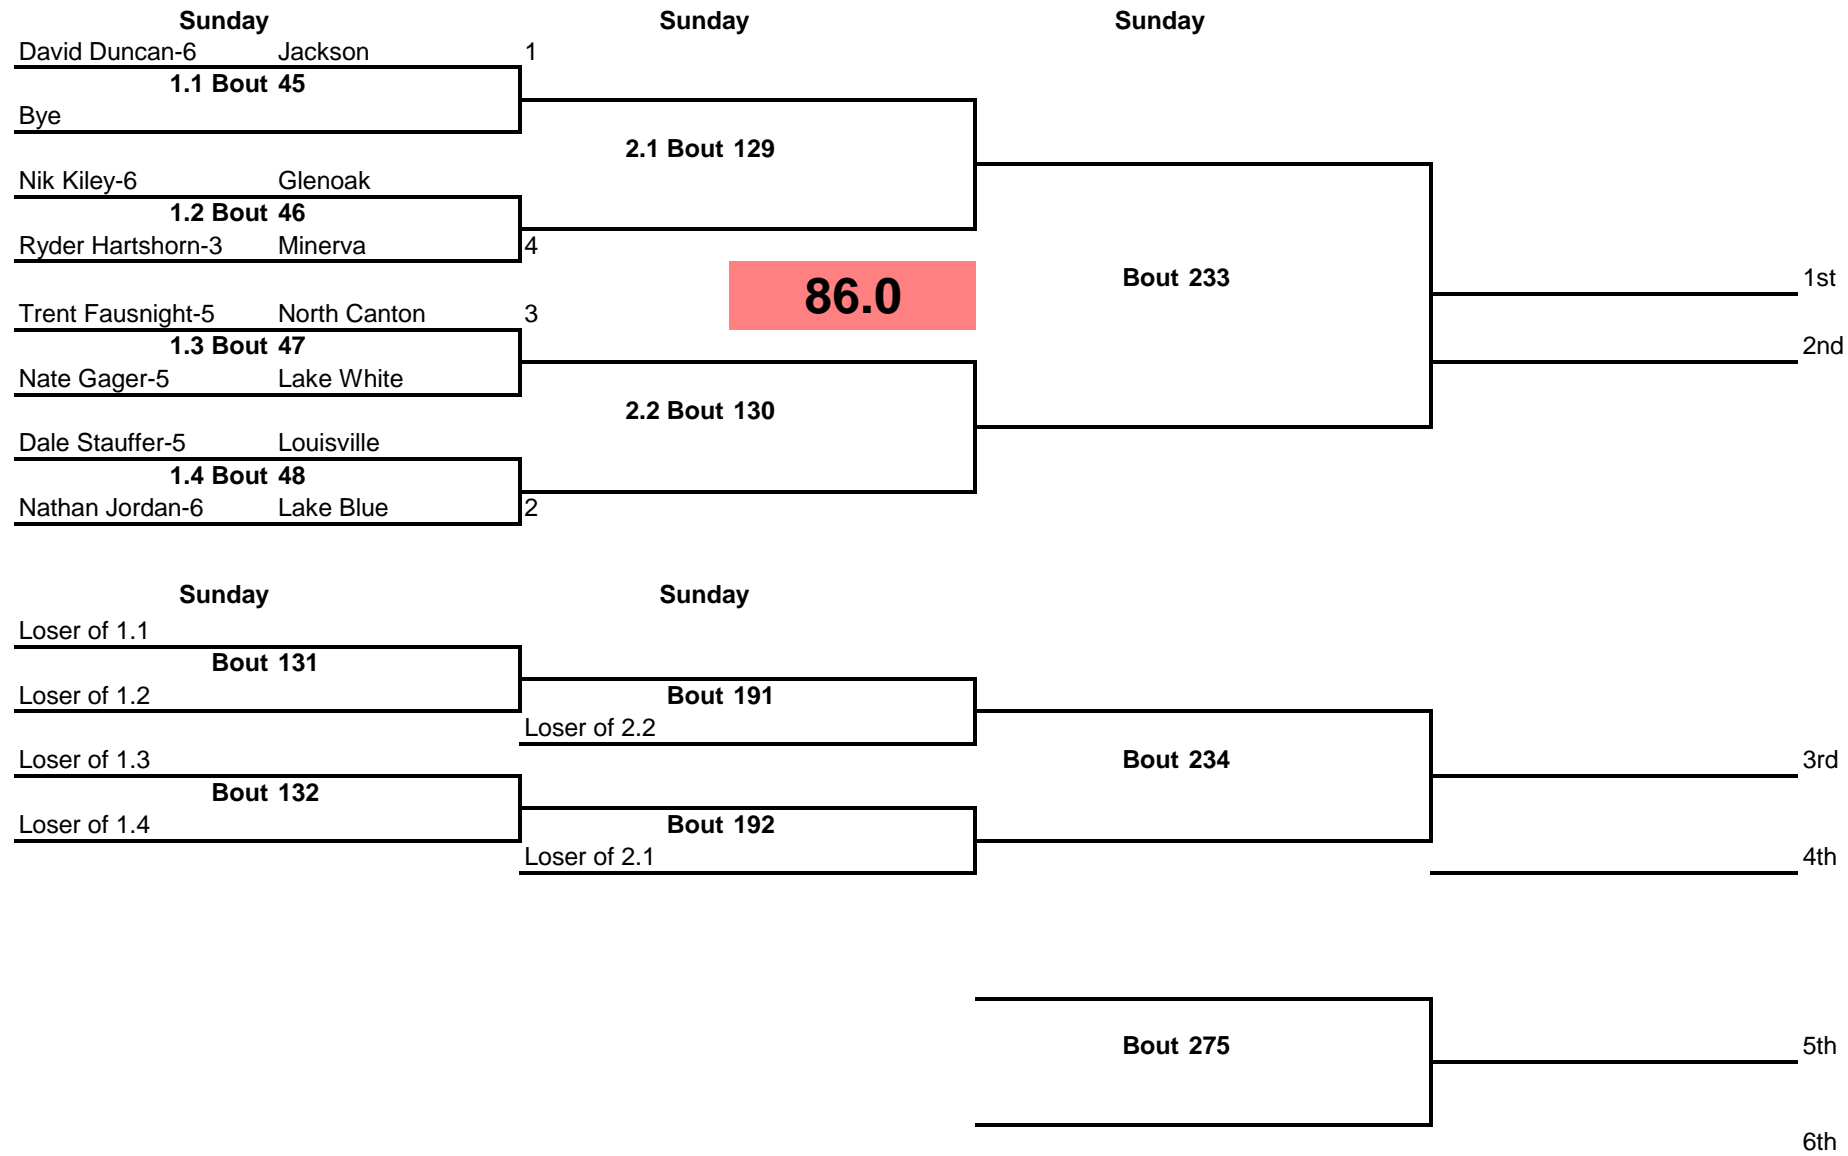 Sunday Sunday Sunday
David Duncan-6 Jackson 1
1.1 Bout 45
Bye
2.1 Bout 129
Nik Kiley-6 Glenoak
1.2 Bout 46
Ryder Hartshorn-3 Minerva 4
86.0
Bout 233
1st
Trent Fausnight-5 North Canton 3
1.3 Bout 47
2nd
Nate Gager-5 Lake White
2.2 Bout 130
Dale Stauffer-5 Louisville
1.4 Bout 48
Nathan Jordan-6 Lake Blue 2
Sunday Sunday
Loser of 1.1
Bout 131
Loser of 1.2
Bout 191
Loser of 2.2
Loser of 1.3
Bout 234
3rd
Bout 132
Loser of 1.4
Bout 192
Loser of 2.1
4th
Bout 275
5th
6th